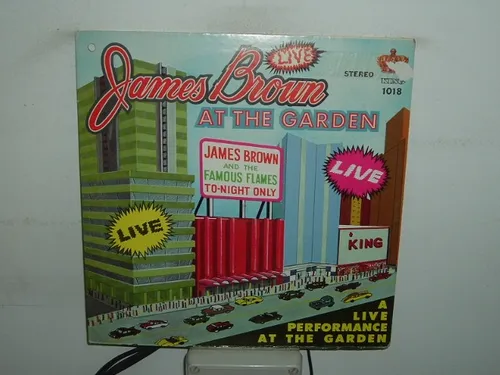 LIVE
James Brown
AT THE GARDEN
STEREO
KING
1018
JAMES BROWN
AND THE
FAMOUS FLAMES
TO-NIGHT ONLY
LIVE
LIVE
KING
A
LIVE
PERFORMANCE
AT THE GARDEN